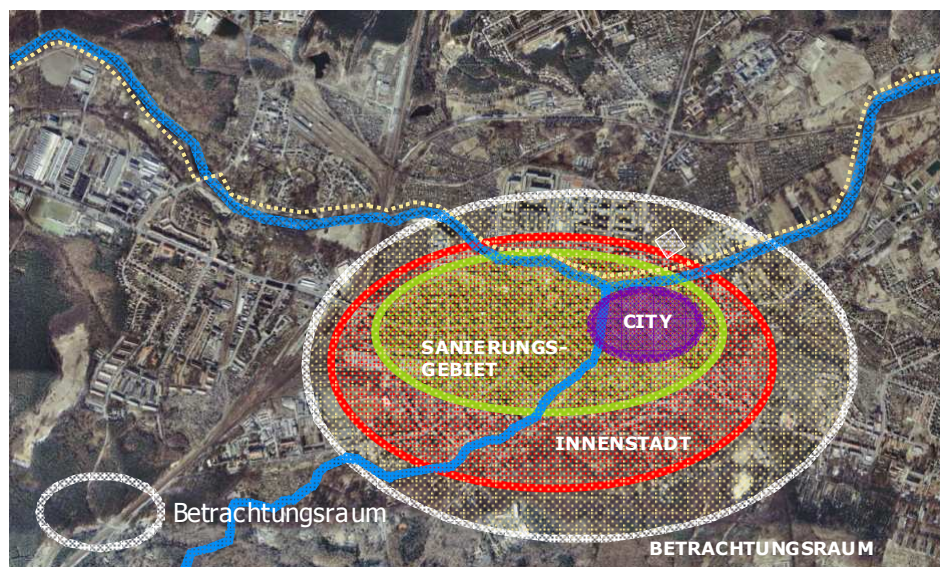 CITY
SANIERUNGS-
GEBIET
INNENSTADT
Betrachtungsraum
BETRACHTUNGSRAUM